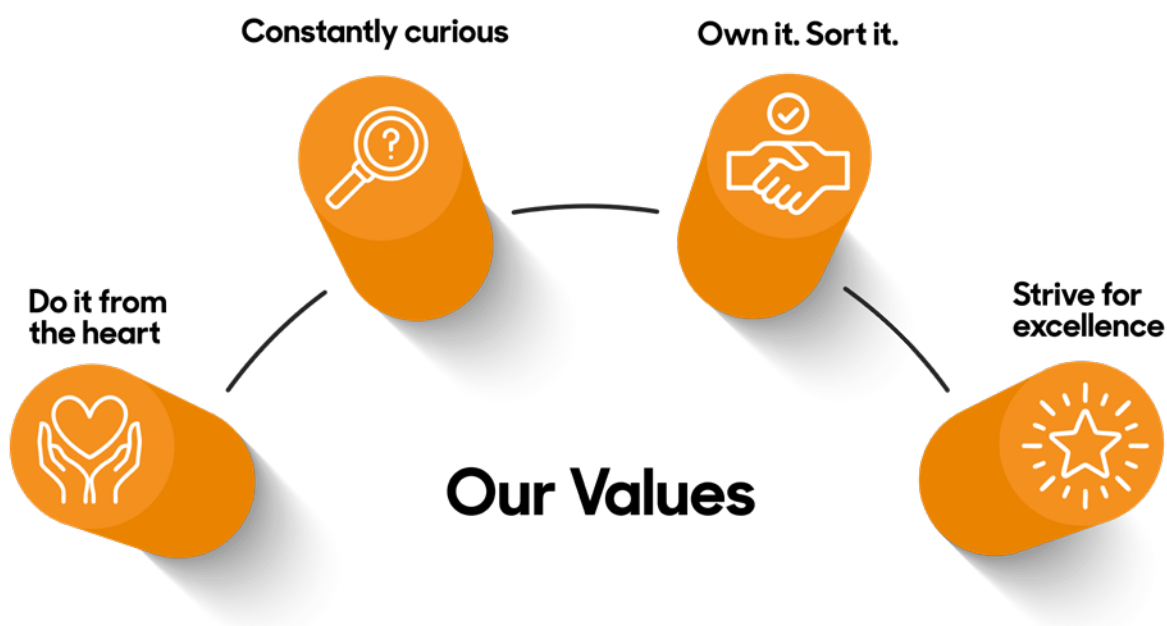 Constantly curious
Own it. Sort it.
Do it from
the heart
Strive for
excellence
?
Our Values